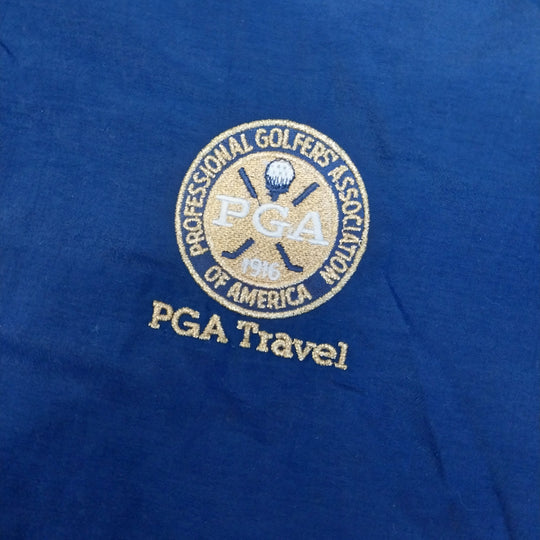 PROFESSIONAL GOLFERS' ASSOCIATION
PGA
1916
OF AMERICA
PGA Travel